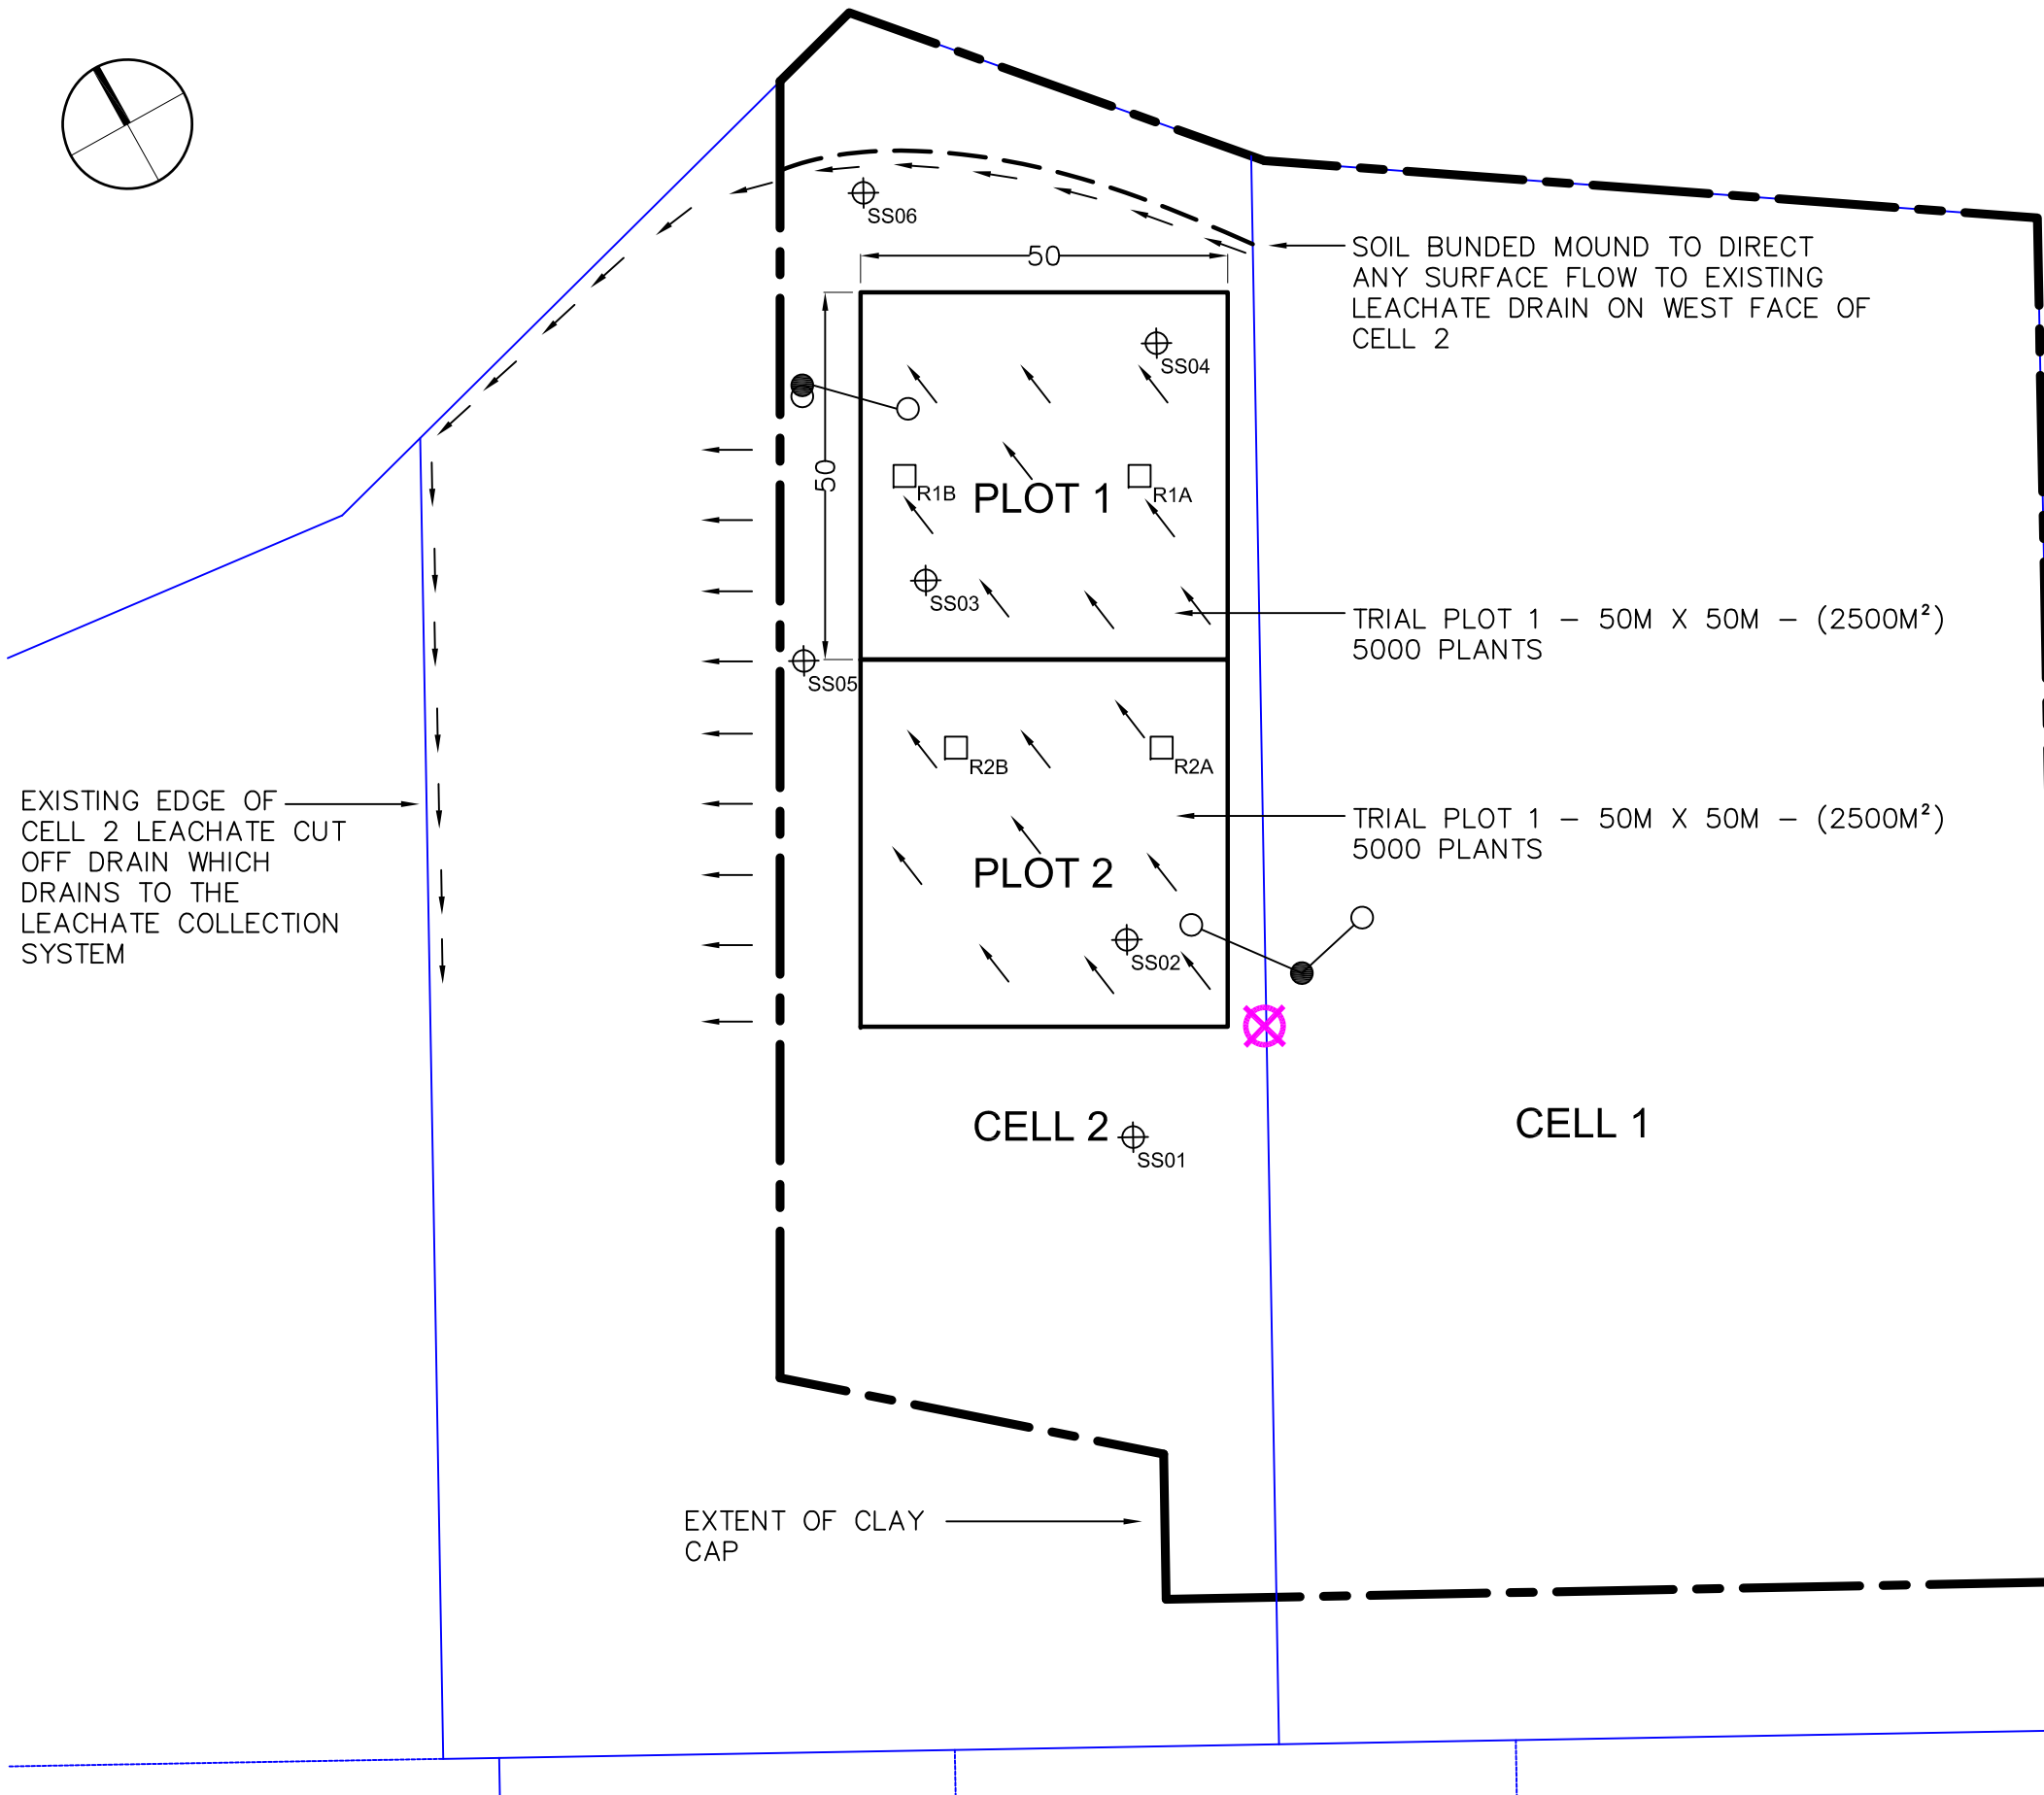 SS06
50
SOIL BUNDED MOUND TO DIRECT
ANY SURFACE FLOW TO EXISTING
LEACHATE DRAIN ON WEST FACE OF
CELL 2
SS04
50
R1B
PLOT 1
R1A
SS03
TRIAL PLOT 1 – 50M X 50M – (2500M²)
5000 PLANTS
SS05
R2B
R2A
EXISTING EDGE OF
CELL 2 LEACHATE CUT
OFF DRAIN WHICH
DRAINS TO THE
LEACHATE COLLECTION
SYSTEM
TRIAL PLOT 1 – 50M X 50M – (2500M²)
5000 PLANTS
PLOT 2
SS02
CELL 2
SS01
CELL 1
EXTENT OF CLAY
CAP